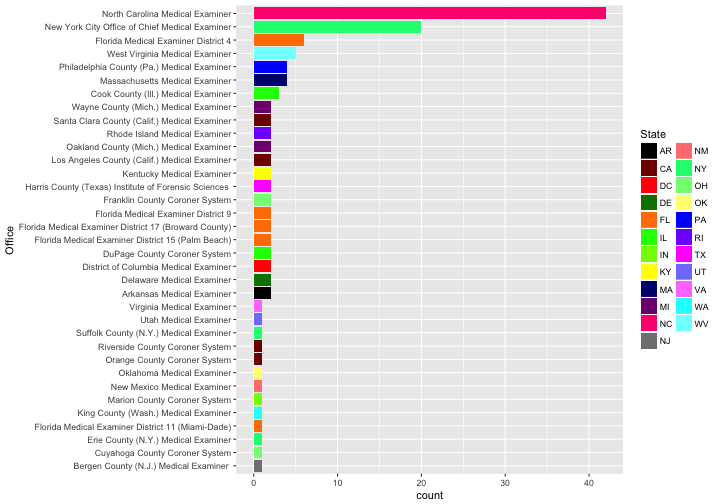 North Carolina Medical Examiner
New York City Office of Chief Medical Examiner
Florida Medical Examiner District 4
West Virginia Medical Examiner
Philadelphia County (Pa.) Medical Examiner
Massachusetts Medical Examiner
Cook County (Ill.) Medical Examiner
Wayne County (Mich.) Medical Examiner
Santa Clara County (Calif.) Medical Examiner
Rhode Island Medical Examiner
Oakland County (Mich.) Medical Examiner
Los Angeles County (Calif.) Medical Examiner
Kentucky Medical Examiner
Harris County (Texas) Institute of Forensic Sciences
Franklin County Coroner System
Florida Medical Examiner District 9
Florida Medical Examiner District 17 (Broward County)
Florida Medical Examiner District 15 (Palm Beach)
DuPage County Coroner System
District of Columbia Medical Examiner
Delaware Medical Examiner
Arkansas Medical Examiner
Virginia Medical Examiner
Utah Medical Examiner
Suffolk County (N.Y.) Medical Examiner
Riverside County Coroner System
Orange County Coroner System
Oklahoma Medical Examiner
New Mexico Medical Examiner
Marion County Coroner System
King County (Wash.) Medical Examiner
Florida Medical Examiner District 11 (Miami-Dade)
Erie County (N.Y.) Medical Examiner
Cuyahoga County Coroner System
Bergen County (N.J.) Medical Examiner
Office
0 10 20 30 40
count
State
AR NM
CA NY
DC OH
DE OK
FL PA
IL RI
IN TX
KY UT
MA VA
MI WA
NC WV
NJ